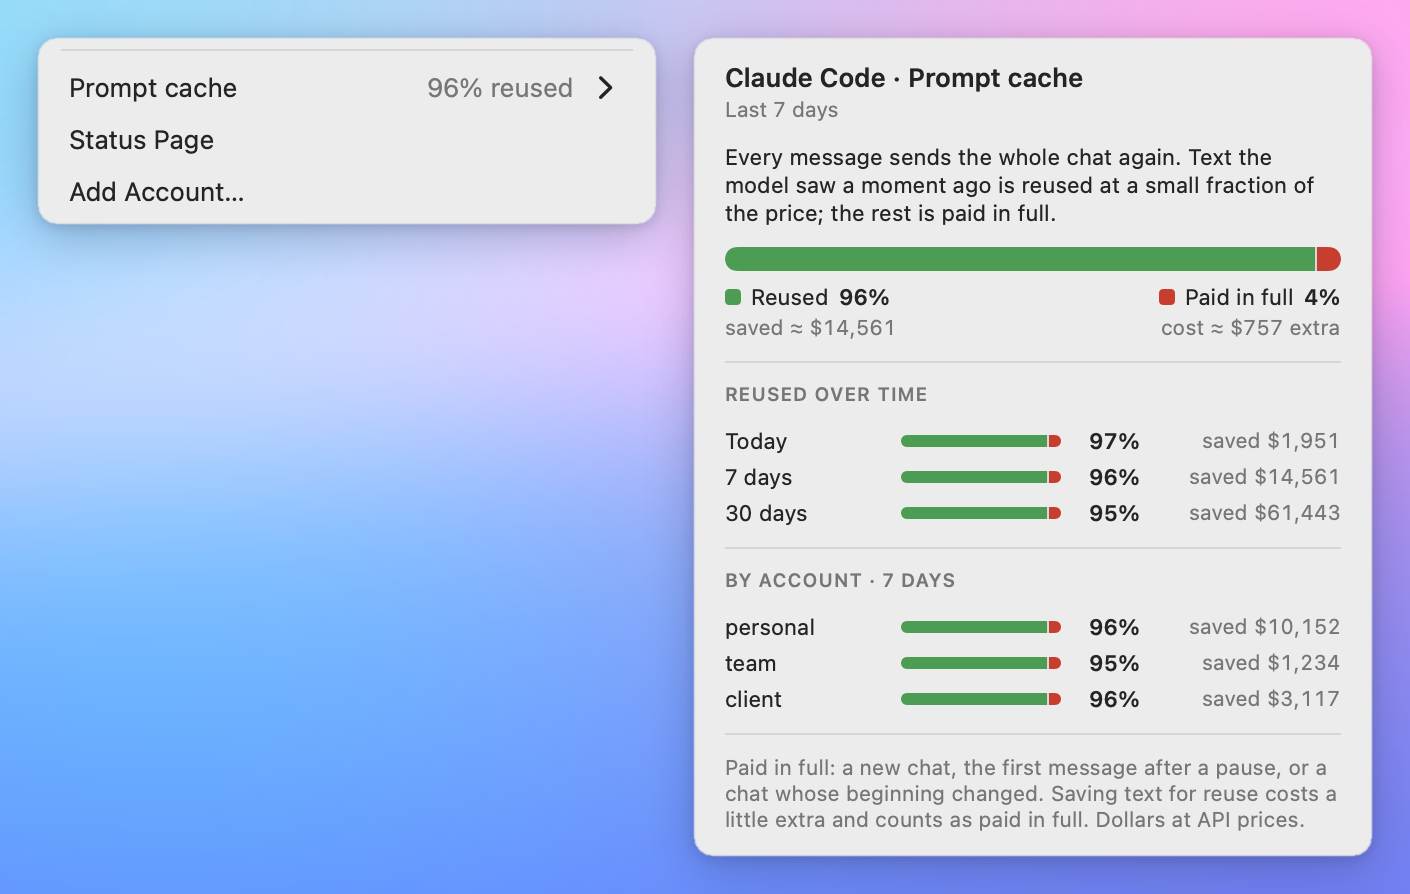 Prompt cache 96% reused
Status Page
Add Account...
Claude Code · Prompt cache
Last 7 days
Every message sends the whole chat again. Text the
model saw a moment ago is reused at a small fraction of
the price; the rest is paid in full.
Reused 96% Paid in full 4%
saved ≈ $14,561 cost ≈ $757 extra
REUSED OVER TIME
Today 97% saved $1,951
7 days 96% saved $14,561
30 days 95% saved $61,443
BY ACCOUNT · 7 DAYS
personal 96% saved $10,152
team 95% saved $1,234
client 96% saved $3,117
Paid in full: a new chat, the first message after a pause, or a
chat whose beginning changed. Saving text for reuse costs a
little extra and counts as paid in full. Dollars at API prices.